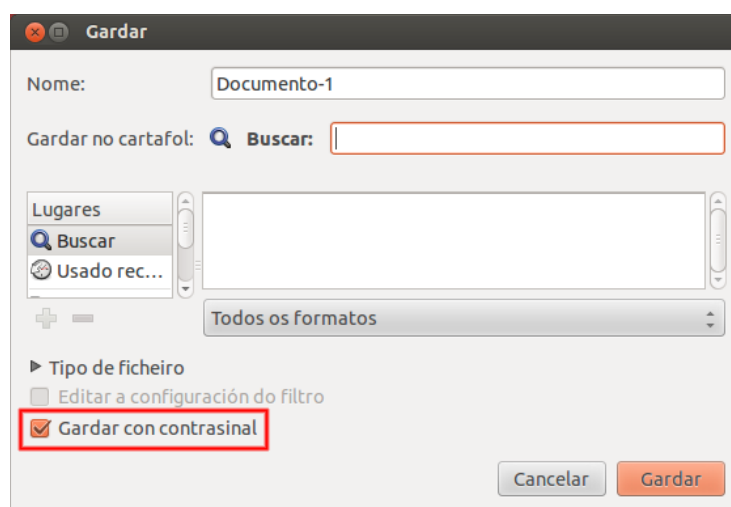 Gardar
Nome: Documento-1
Gardar no cartafol: Buscar:
Lugares
Buscar
Usado rec...
Todos os formatos
Tipo de ficheiro
Editar a configuración do filtro
Gardar con contrasinal
Cancelar Gardar